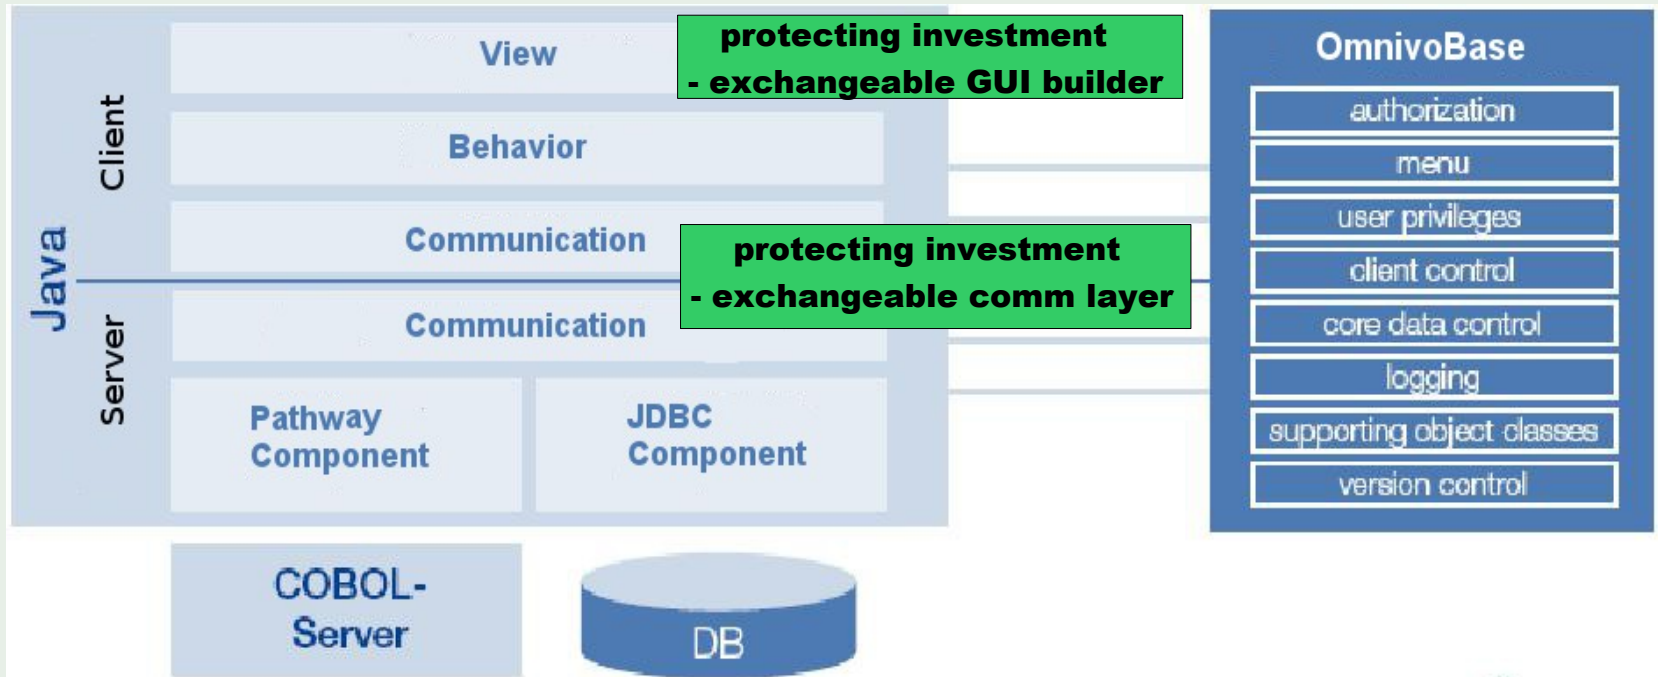 Java
Client
Server
View
protecting investment
- exchangeable GUI builder
Behavior
Communication
protecting investment
- exchangeable comm layer
Communication
Pathway
Component
JDBC
Component
COBOL-
Server
DB
OmnivoBase
authorization
menu
user privileges
client control
core data control
logging
supporting object classes
version control